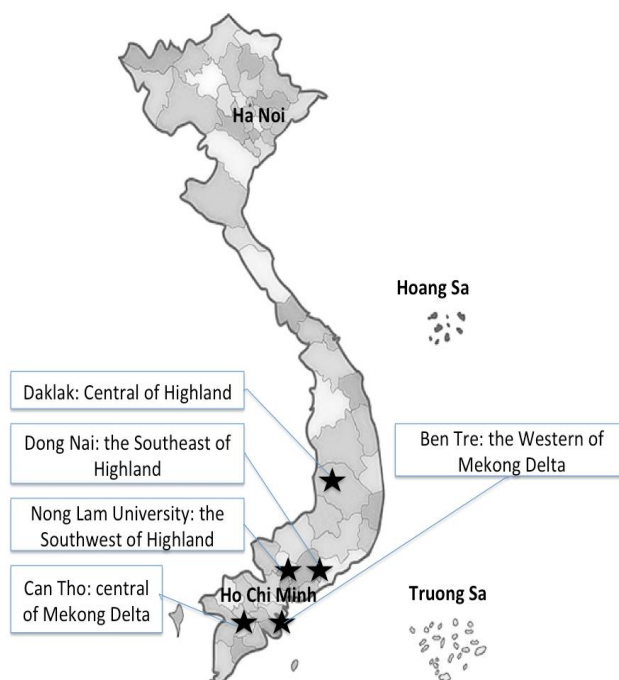 Ha Noi
Hoang Sa
Daklak: Central of Highland
Dong Nai: the Southeast of
Highland
Ben Tre: the Western of
Mekong Delta
Nong Lam University: the
Southwest of Highland
Can Tho: central
of Mekong Delta
Ho Chi Minh
Truong Sa